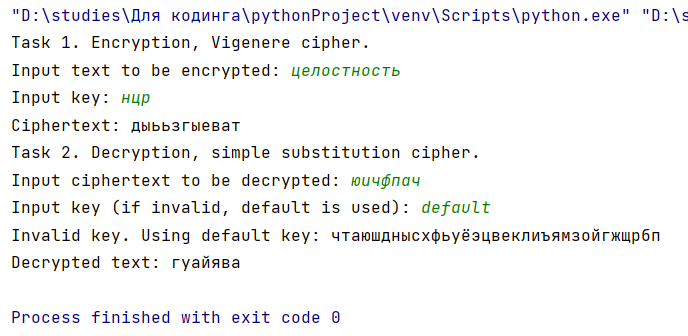 "D:\studies\Для кодинга\pythonProject\venv\Scripts\python.exe" "D:\s
Task 1. Encryption, Vigenere cipher.
Input text to be encrypted: целостность
Input key: нцр
Ciphertext: дыььзгыеват
Task 2. Decryption, simple substitution cipher.
Input ciphertext to be decrypted: юичфпач
Input key (if invalid, default is used): default
Invalid key. Using default key: чтаюшднысхфьуёэцвеклиъямзойгжщрбп
Decrypted text: гуайява
Process finished with exit code 0